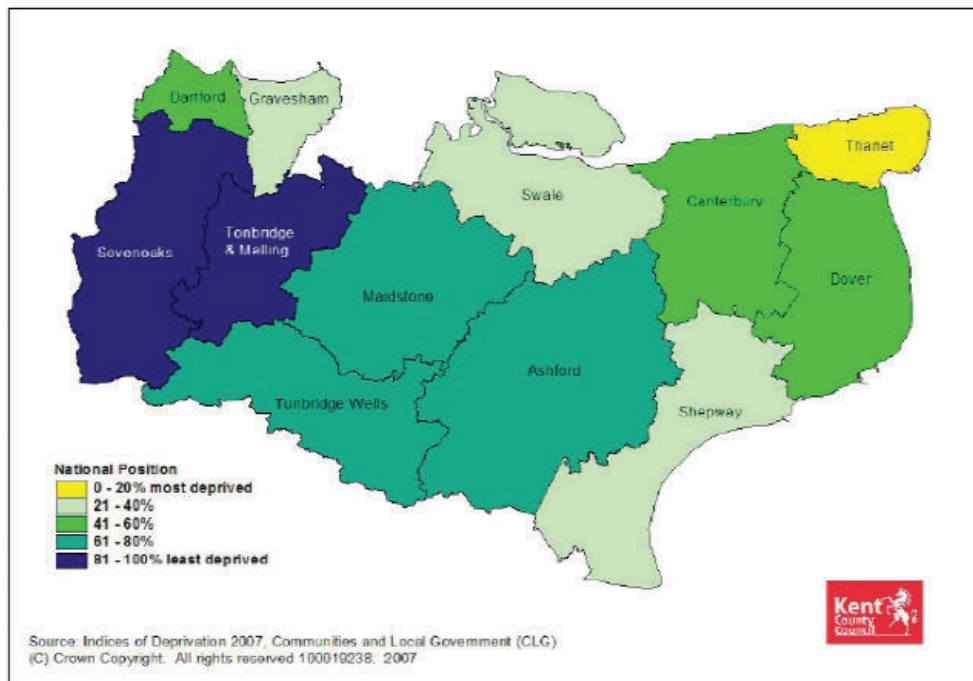 Dartford
Gravesham
Thanet
Swale
Canterbury
Sovonoaks
Tonbridge
& Malling
Dover
Maidstone
Ashford
Tunbridge Wells
Shepway
National Position
0 - 20% most deprived
21 - 40%
41 - 60%
61 - 80%
81 - 100% least deprived
Kent
County
Council
Source: Indices of Deprivation 2007, Communities and Local Government (CLG)
(C) Crown Copyright. All rights reserved 100019238, 2007